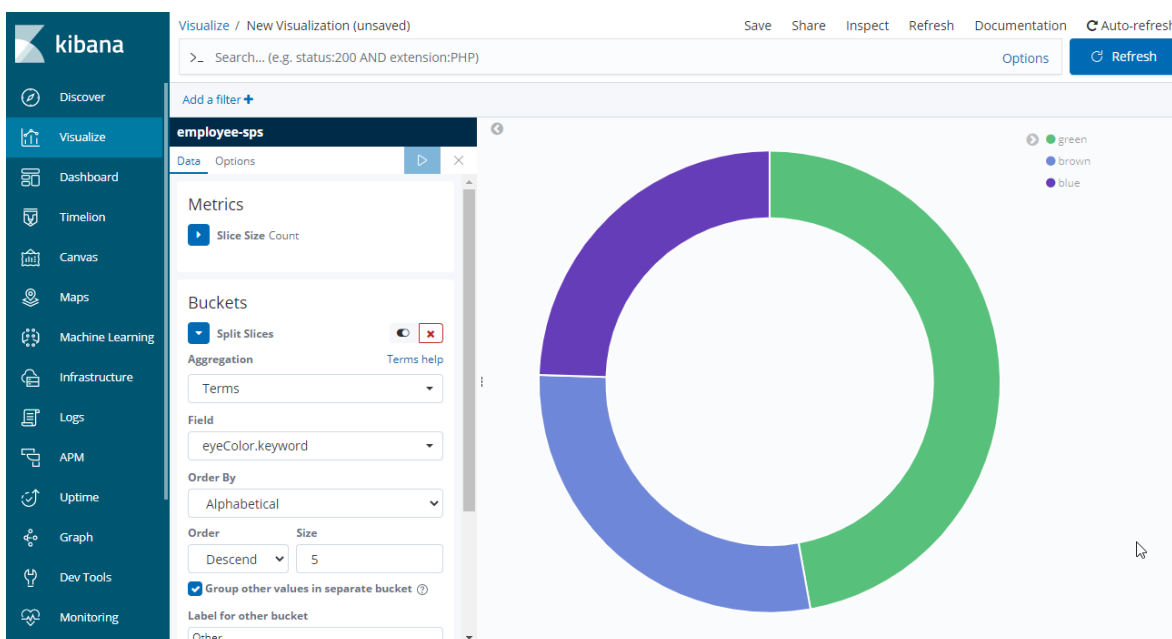 kibana
Discover
Visualize
Dashboard
Timelion
Canvas
Maps
Machine Learning
Infrastructure
Logs
APM
Uptime
Graph
Dev Tools
Monitoring
Visualize / New Visualization (unsaved)
Save Share Inspect Refresh Documentation Auto-refresh
>_ Search... (e.g. status:200 AND extension:PHP) Options Refresh
Add a filter +
employee-sps
Data Options
Metrics
Slice Size Count
Buckets
Split Slices
Aggregation Terms help
Terms
Field
eyeColor.keyword
Order By
Alphabetical
Order Size
Descend 5
Group other values in separate bucket
Label for other bucket
Other
green
brown
blue